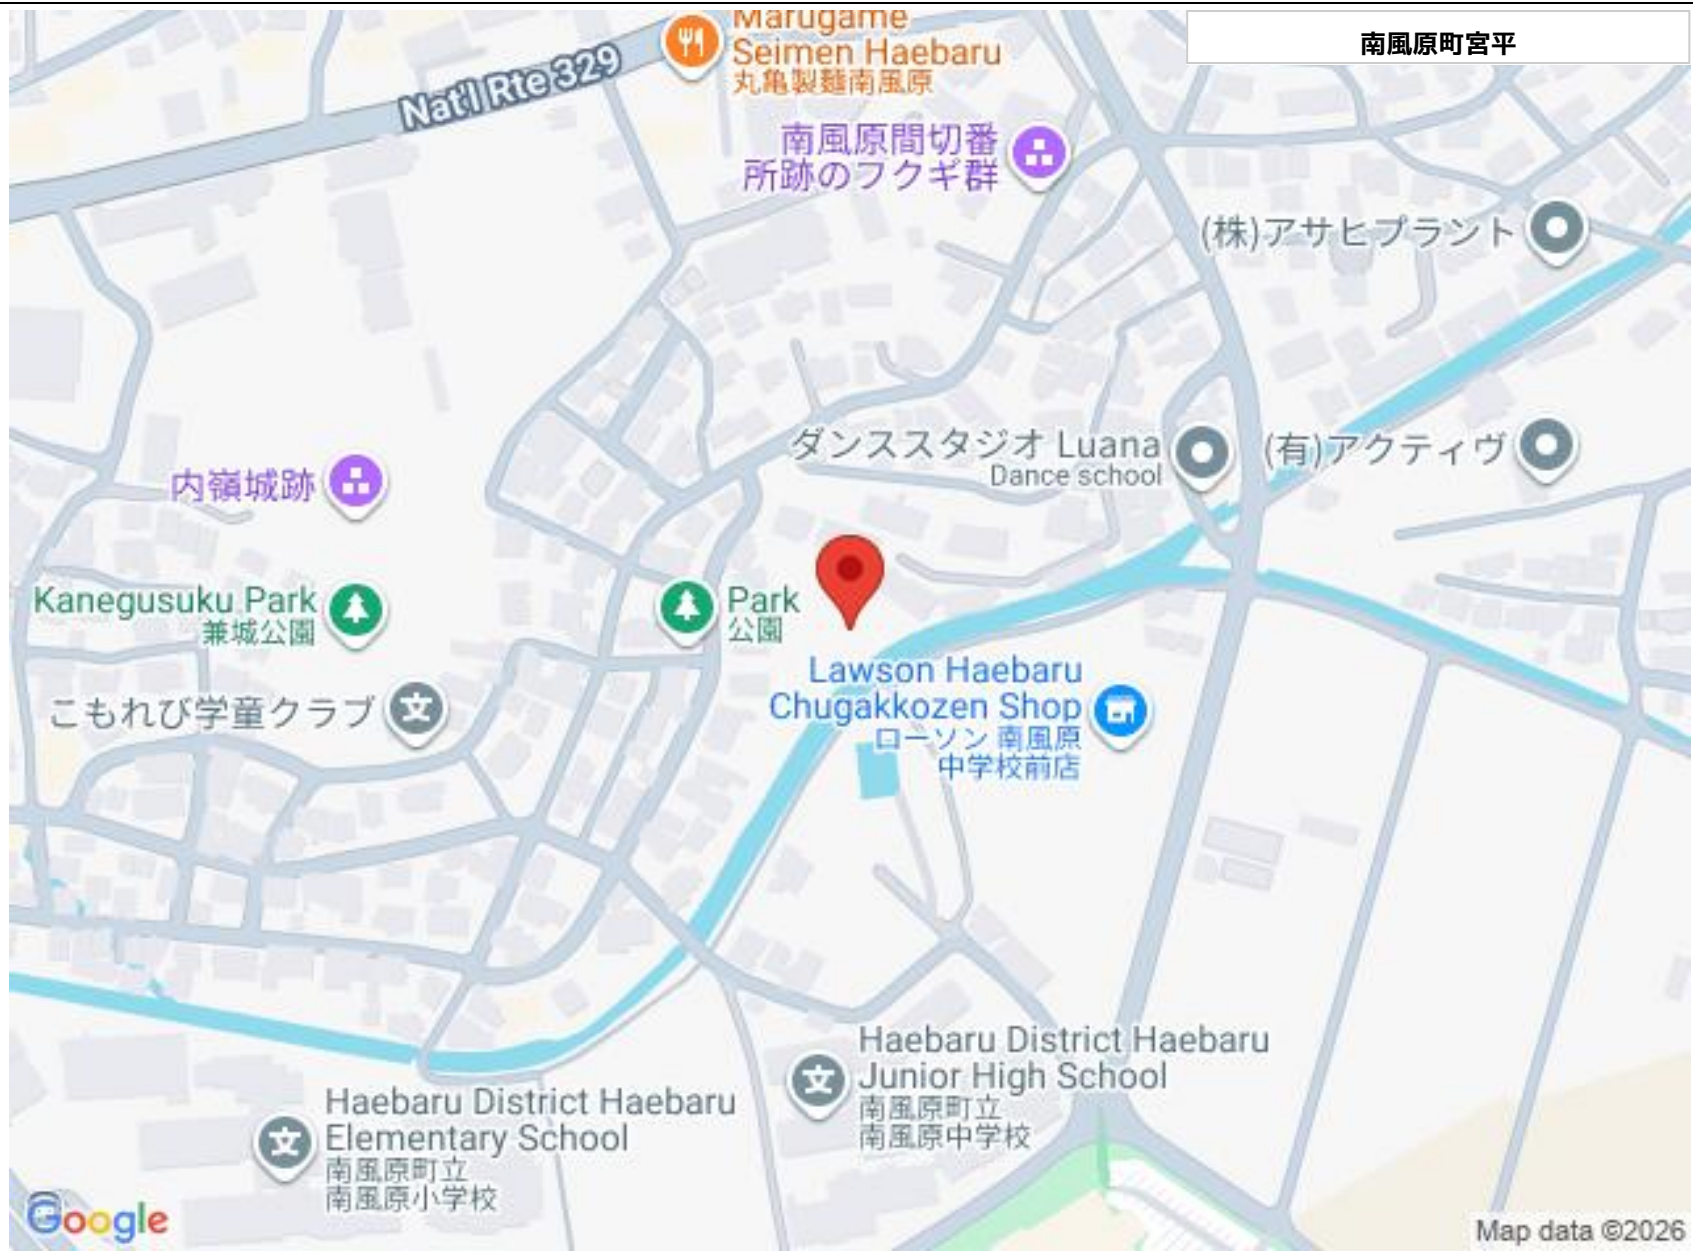 Marugame
Seimen Haebaru
丸亀製麺南風原
南風原町宮平
Nat'l Rte 329
南風原間切番
所跡のフクギ群
(株)アサヒプラント
ダンススタジオ Luana
Dance school
(有)アクティヴ
内嶺城跡
Kanegusuku Park
兼城公園
Park
公園
Lawson Haebaru
Chugakkozen Shop
ローソン 南風原
中学校前店
こもれび学童クラブ
Haebaru District Haebaru
Junior High School
南風原町立
南風原中学校
Haebaru District Haebaru
Elementary School
南風原町立
南風原小学校
Google
Map data ©2026